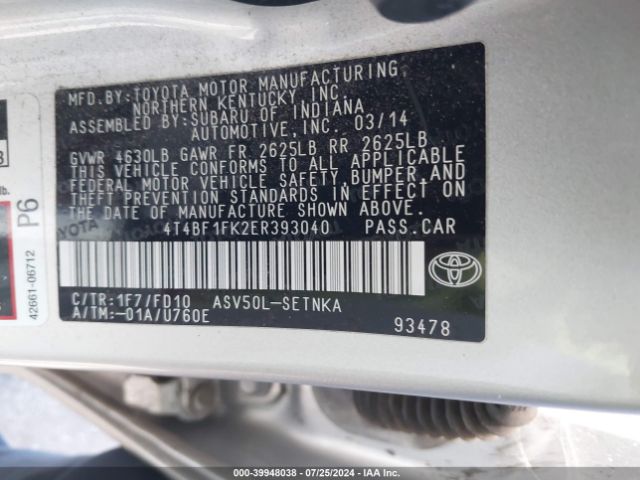 MFD.BY:TOYOTA MOTOR MANUFACTURING,
NORTHERN KENTUCKY, INC.
ASSEMBLED BY:SUBARU OF INDIANA
AUTOMOTIVE,INC. 03/14
GVWR 4630LB GAWR FR 2625LB RR 2625LB
THIS VEHICLE CONFORMS TO ALL APPLICABLE
FEDERAL MOTOR VEHICLE SAFETY, BUMPER, AND
THEFT PREVENTION STANDARDS IN EFFECT ON
THE DATE OF MANUFACTURE SHOWN ABOVE.
4T4BF1FK2ER393040 PASS.CAR
C/TR:1F7/FD10 ASV50L-SETNKA
A/TM:-01A/U760E
93478
lb.
P6
42661-06712
000-39948038 - 07/25/2024 - IAA Inc.